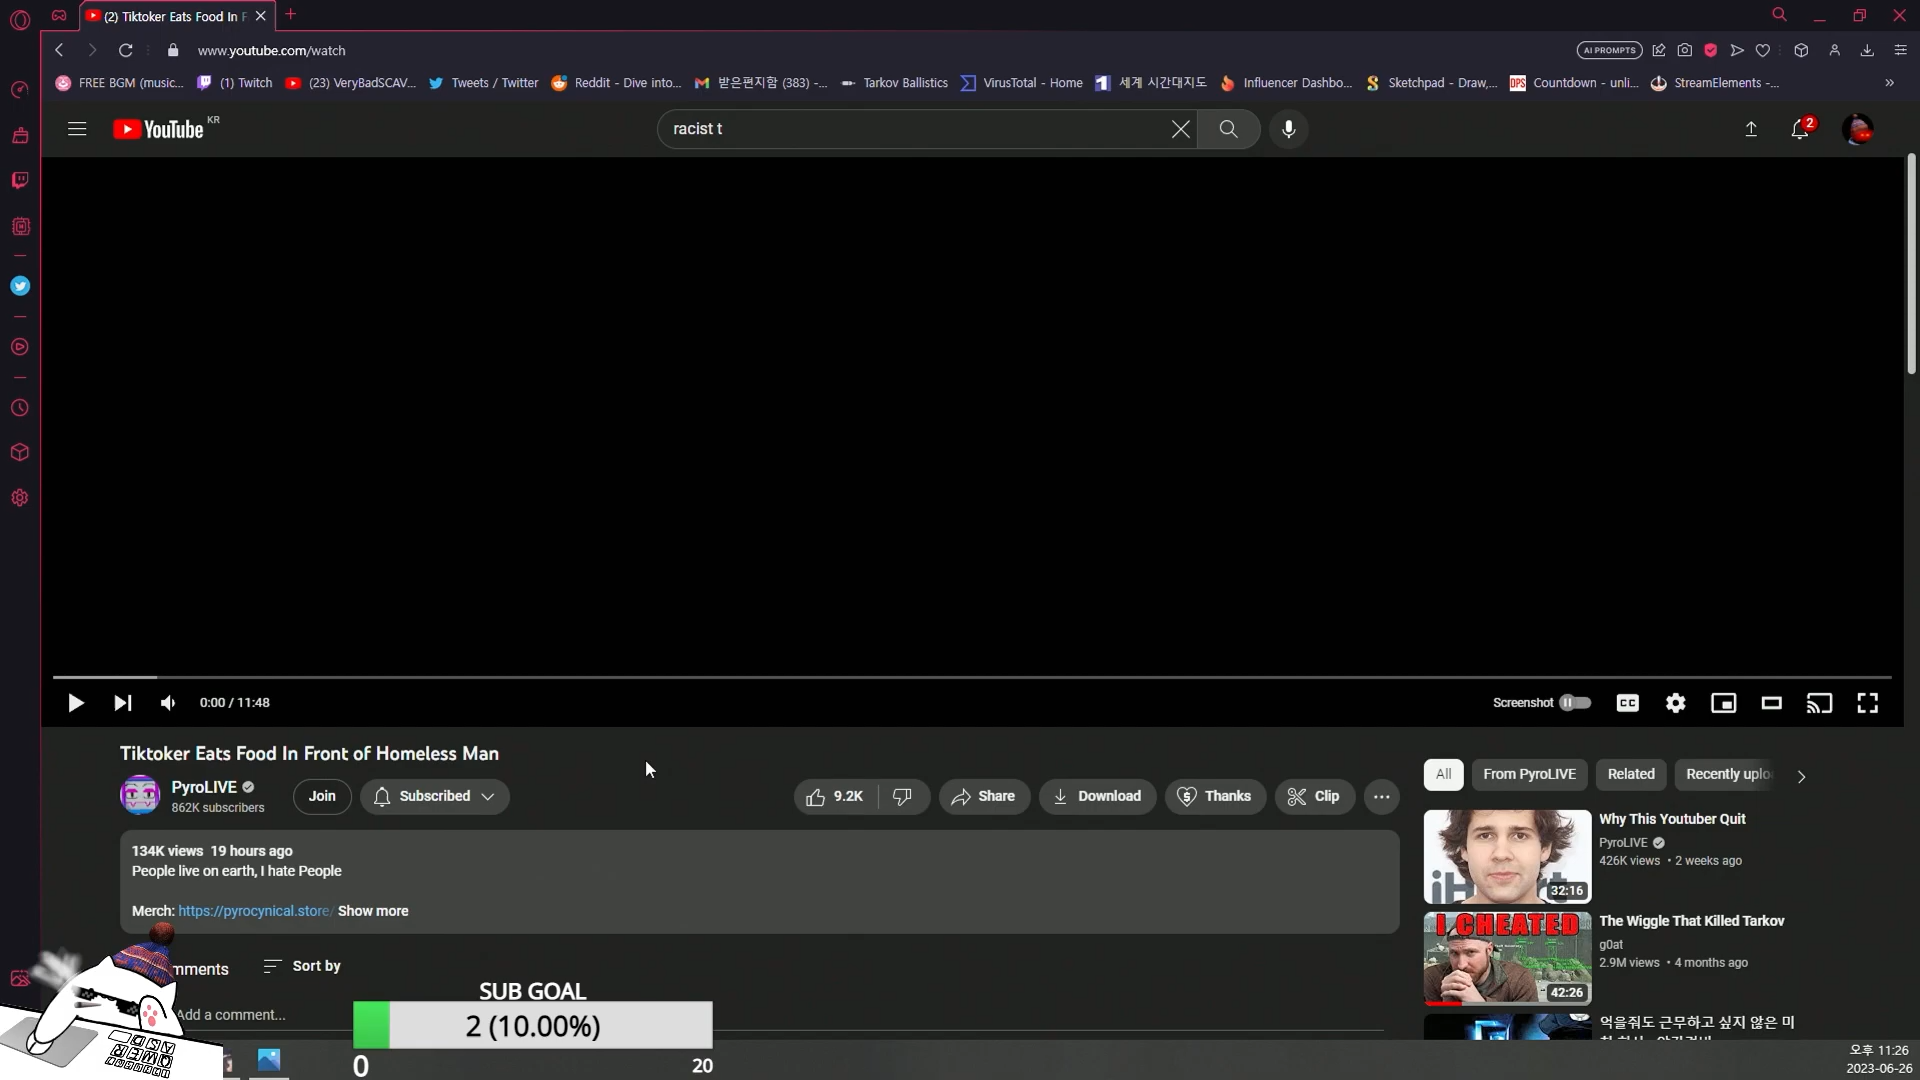 (2) Tiktoker Eats Food In F
www.youtube.com/watch
AI PROMPTS
FREE BGM (music...
(1) Twitch
(23) VeryBadSCAV...
Tweets / Twitter
Reddit - Dive into...
받은편지함 (383) -...
Tarkov Ballistics
VirusTotal - Home
세계 시간대지도
Influencer Dashbo...
Sketchpad - Draw,...
OPS
Countdown - unli...
StreamElements -...
YouTube KR
racist t
2
0:00 / 11:48
Screenshot
CC
Tiktoker Eats Food In Front of Homeless Man
PyroLIVE
862K subscribers
Join
Subscribed
9.2K
Share
Download
Thanks
Clip
All
From PyroLIVE
Related
Recently uplo
134K views 19 hours ago
People live on earth, I hate People
Merch: https://pyrocynical.store/ Show more
mments
Sort by
Add a comment...
Why This Youtuber Quit
PyroLIVE
426K views • 2 weeks ago
32:16
I CHEATED
The Wiggle That Killed Tarkov
g0at
2.9M views • 4 months ago
42:26
억을줘도 근무하고 싶지 않은 미
SUB GOAL
2 (10.00%)
0
20
오후 11:26
2023-06-26